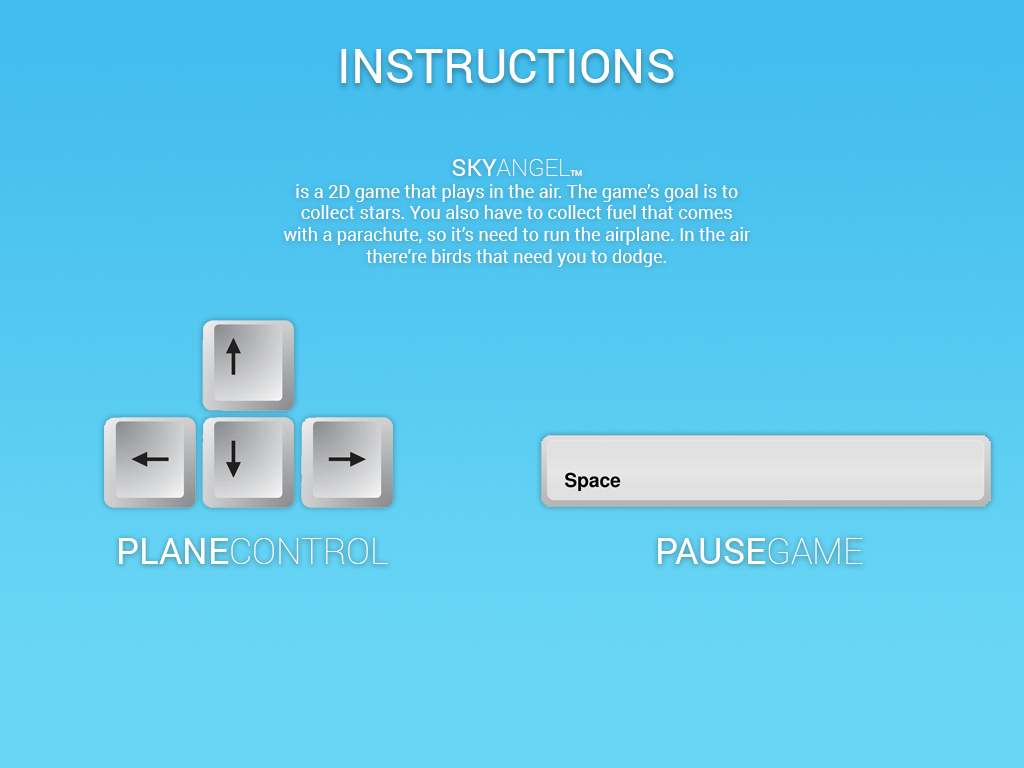 INSTRUCTIONS
SKYANGEL™
is a 2D game that plays in the air. The game's goal is to
collect stars. You also have to collect fuel that comes
with a parachute, so it's need to run the airplane. In the air
there're birds that need you to dodge.
Space
PLANECONTROL
PAUSEGAME